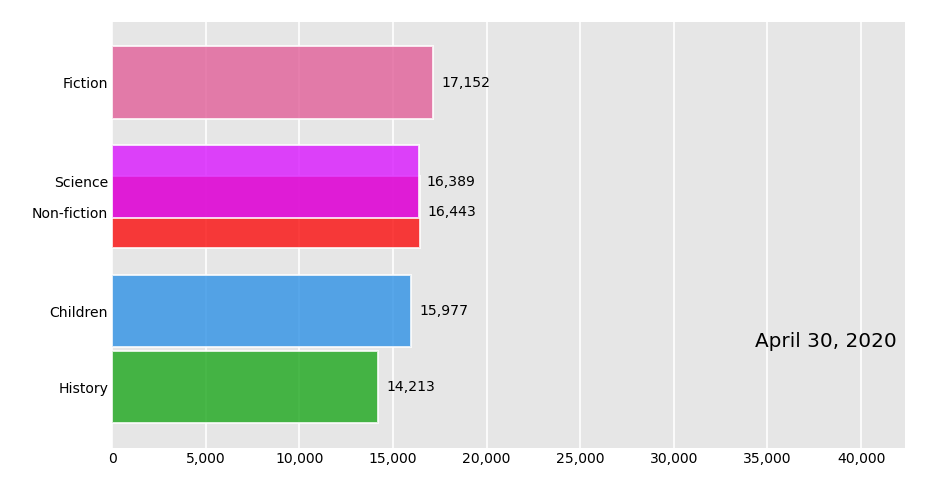 Fiction 17,152
Science 16,389
Non-fiction 16,443
Children 15,977
April 30, 2020
History 14,213
0 5,000 10,000 15,000 20,000 25,000 30,000 35,000 40,000